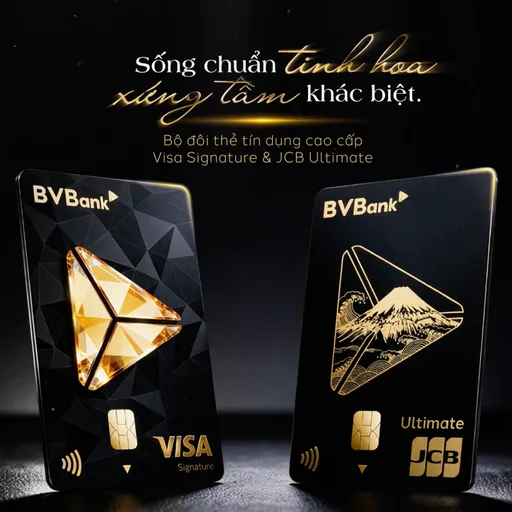 Sống chuẩn tinh hoa
xứng tầm khác biệt.
Bộ đôi thẻ tín dụng cao cấp
Visa Signature & JCB Ultimate
BVBank
VISA
Signature
BVBank
Ultimate
JCB